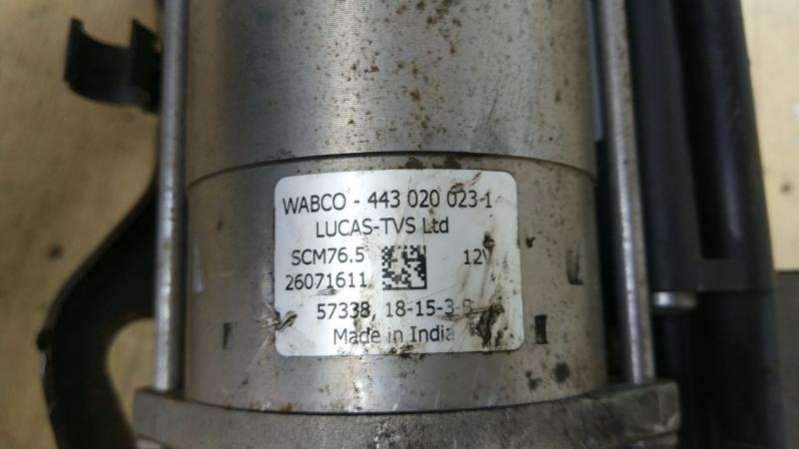 WABCO - 443 020 023-1
LUCAS-TVS Ltd
SCM76.5 12V
26071611
57338, 18-15-3-
Made in India